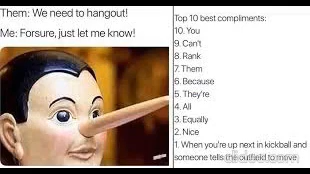 Them: We need to hangout!
Me: Forsure, just let me know!
Top 10 best compliments:
10. You
9. Can't
8. Rank
7. Them
6. Because
5. They're
4. All
3. Equally
2. Nice
1. When you're up next in kickball and
someone tells the outfield to move